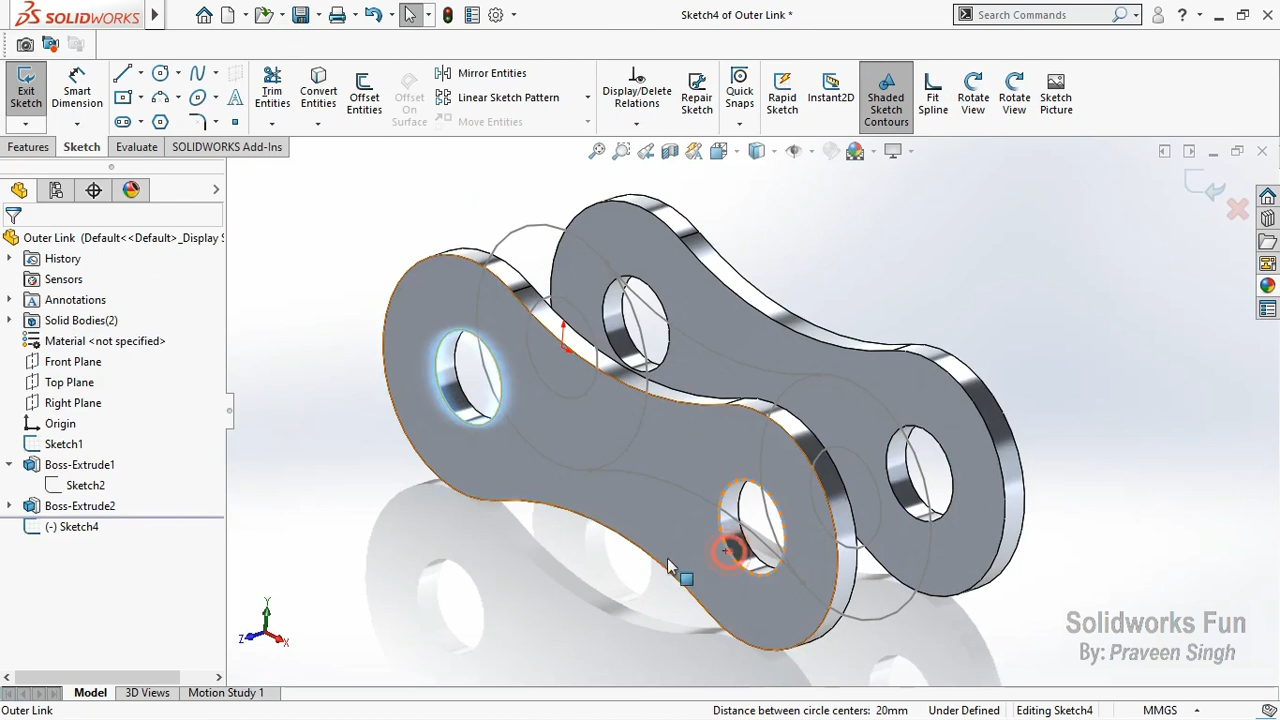 SOLIDWORKS
Sketch4 of Outer Link *
Search Commands
?
Exit Sketch
Smart Dimension
Trim Entities
Convert Entities
Offset Entities
Offset On Surface
Mirror Entities
Linear Sketch Pattern
Move Entities
Display/Delete Relations
Repair Sketch
Quick Snaps
Rapid Sketch
Instant2D
Shaded Sketch Contours
Fit Spline
Rotate View
Rotate View
Sketch Picture
Features
Sketch
Evaluate
SOLIDWORKS Add-Ins
Outer Link (Default<<Default>_Display S
History
Sensors
Annotations
Solid Bodies(2)
Material <not specified>
Front Plane
Top Plane
Right Plane
Origin
Sketch1
Boss-Extrude1
Sketch2
Boss-Extrude2
(-) Sketch4
Y
Z
X
Solidworks Fun
By: Praveen Singh
Model
3D Views
Motion Study 1
Outer Link
Distance between circle centers: 20mm
Under Defined
Editing Sketch4
MMGS